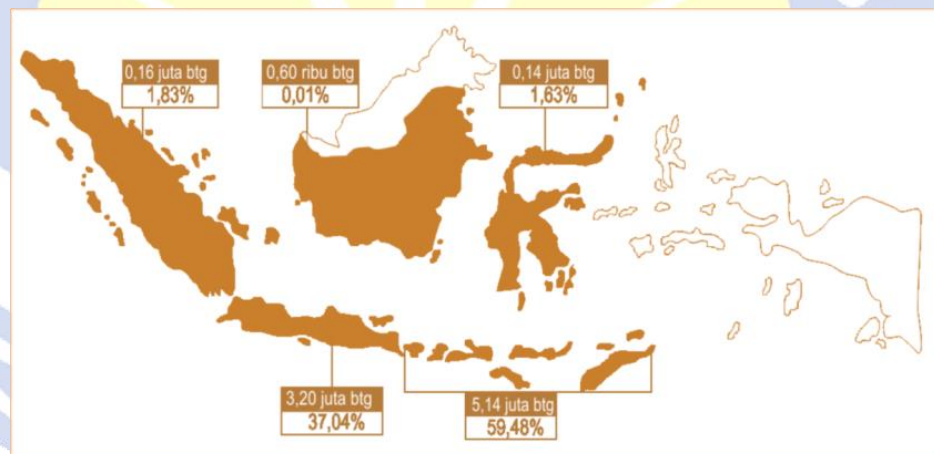 0,16 juta btg
1,83%
0,60 ribu btg
0,01%
0,14 juta btg
1,63%
3,20 juta btg
37,04%
5,14 juta btg
59,48%